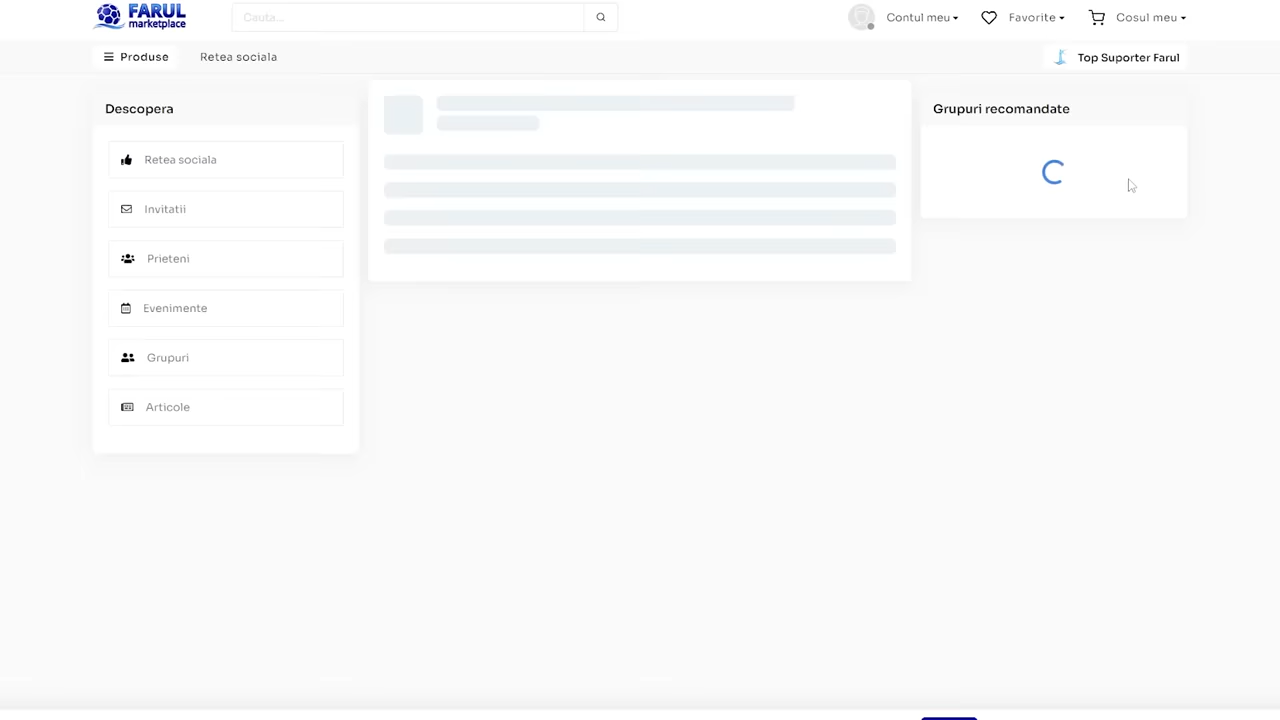 FARUL
marketplace
Cauta...
Contul meu
Favorite
Cosul meu
Produse
Retea sociala
Top Suporter Farul
Descopera
Retea sociala
Invitatii
Prieteni
Evenimente
Grupuri
Articole
Grupuri recomandate